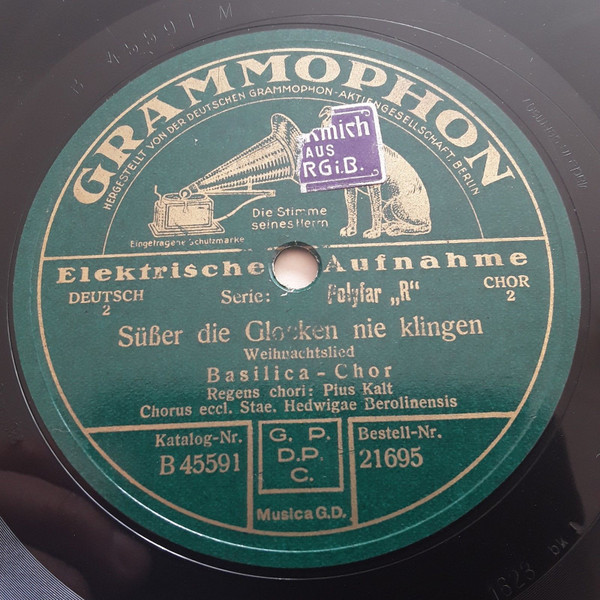 B 45591 M
GRAMMOPHON
HERGESTELLT VON DER DEUTSCHEN GRAMMOPHON-AKTIENGESELLSCHAFT, BERLIN
AUS
RGi.B.
Die Stimme
seines Herrn
Eingetragene Schutzmarke
Elektrische Aufnahme
DEUTSCH
2
Serie: Polyfar „R“
CHOR
2
Süßer die Glocken nie klingen
Weihnachtslied
Basilica - Chor
Regens chori: Pius Kalt
Chorus eccl. Stae. Hedwigae Berolinensis
Katalog-Nr.
B 45591
G. P.
D.P.
C.
Bestell-Nr.
21695
Musica G.D.